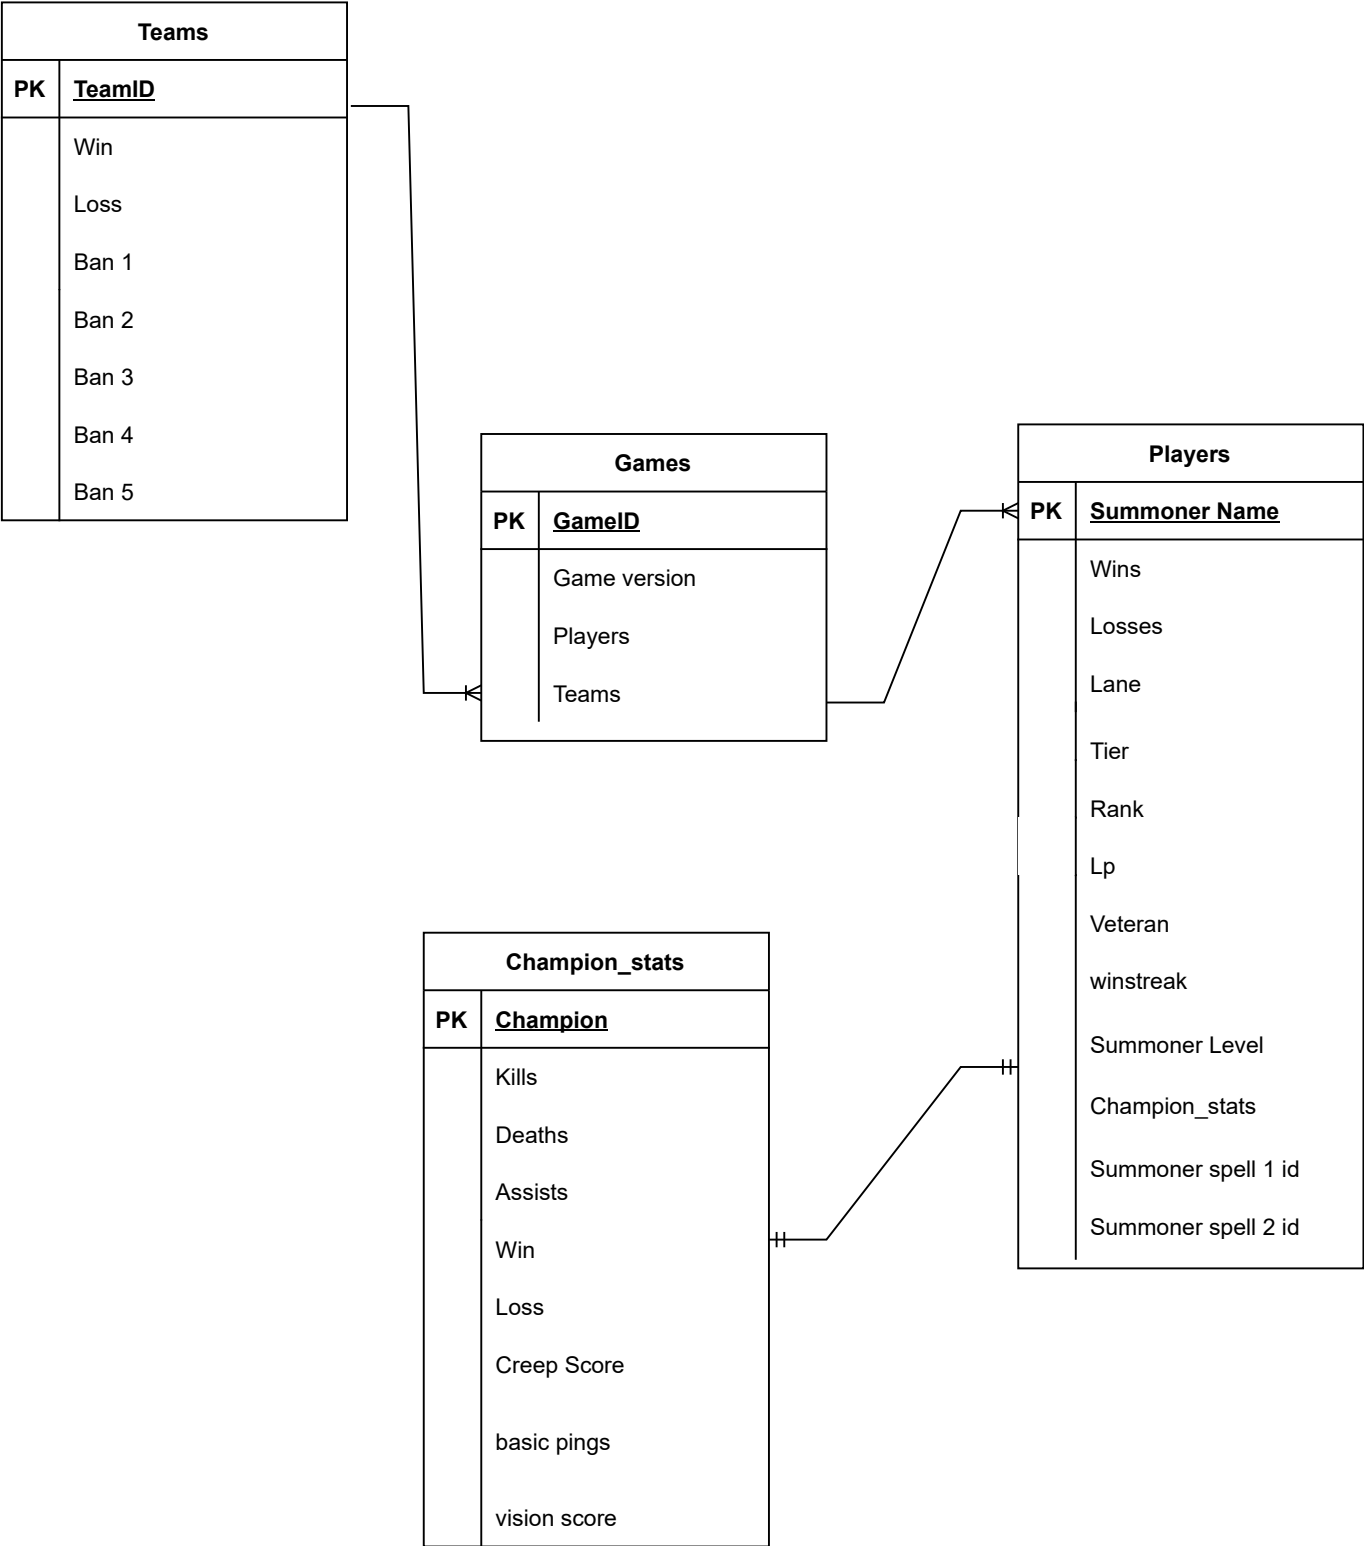 Teams
PK TeamID
Win
Loss
Ban 1
Ban 2
Ban 3
Ban 4
Ban 5
Games
PK GameID
Game version
Players
Teams
Players
PK Summoner Name
Wins
Losses
Lane
Tier
Rank
Lp
Veteran
winstreak
Summoner Level
Champion_stats
Summoner spell 1 id
Summoner spell 2 id
Champion_stats
PK Champion
Kills
Deaths
Assists
Win
Loss
Creep Score
basic pings
vision score